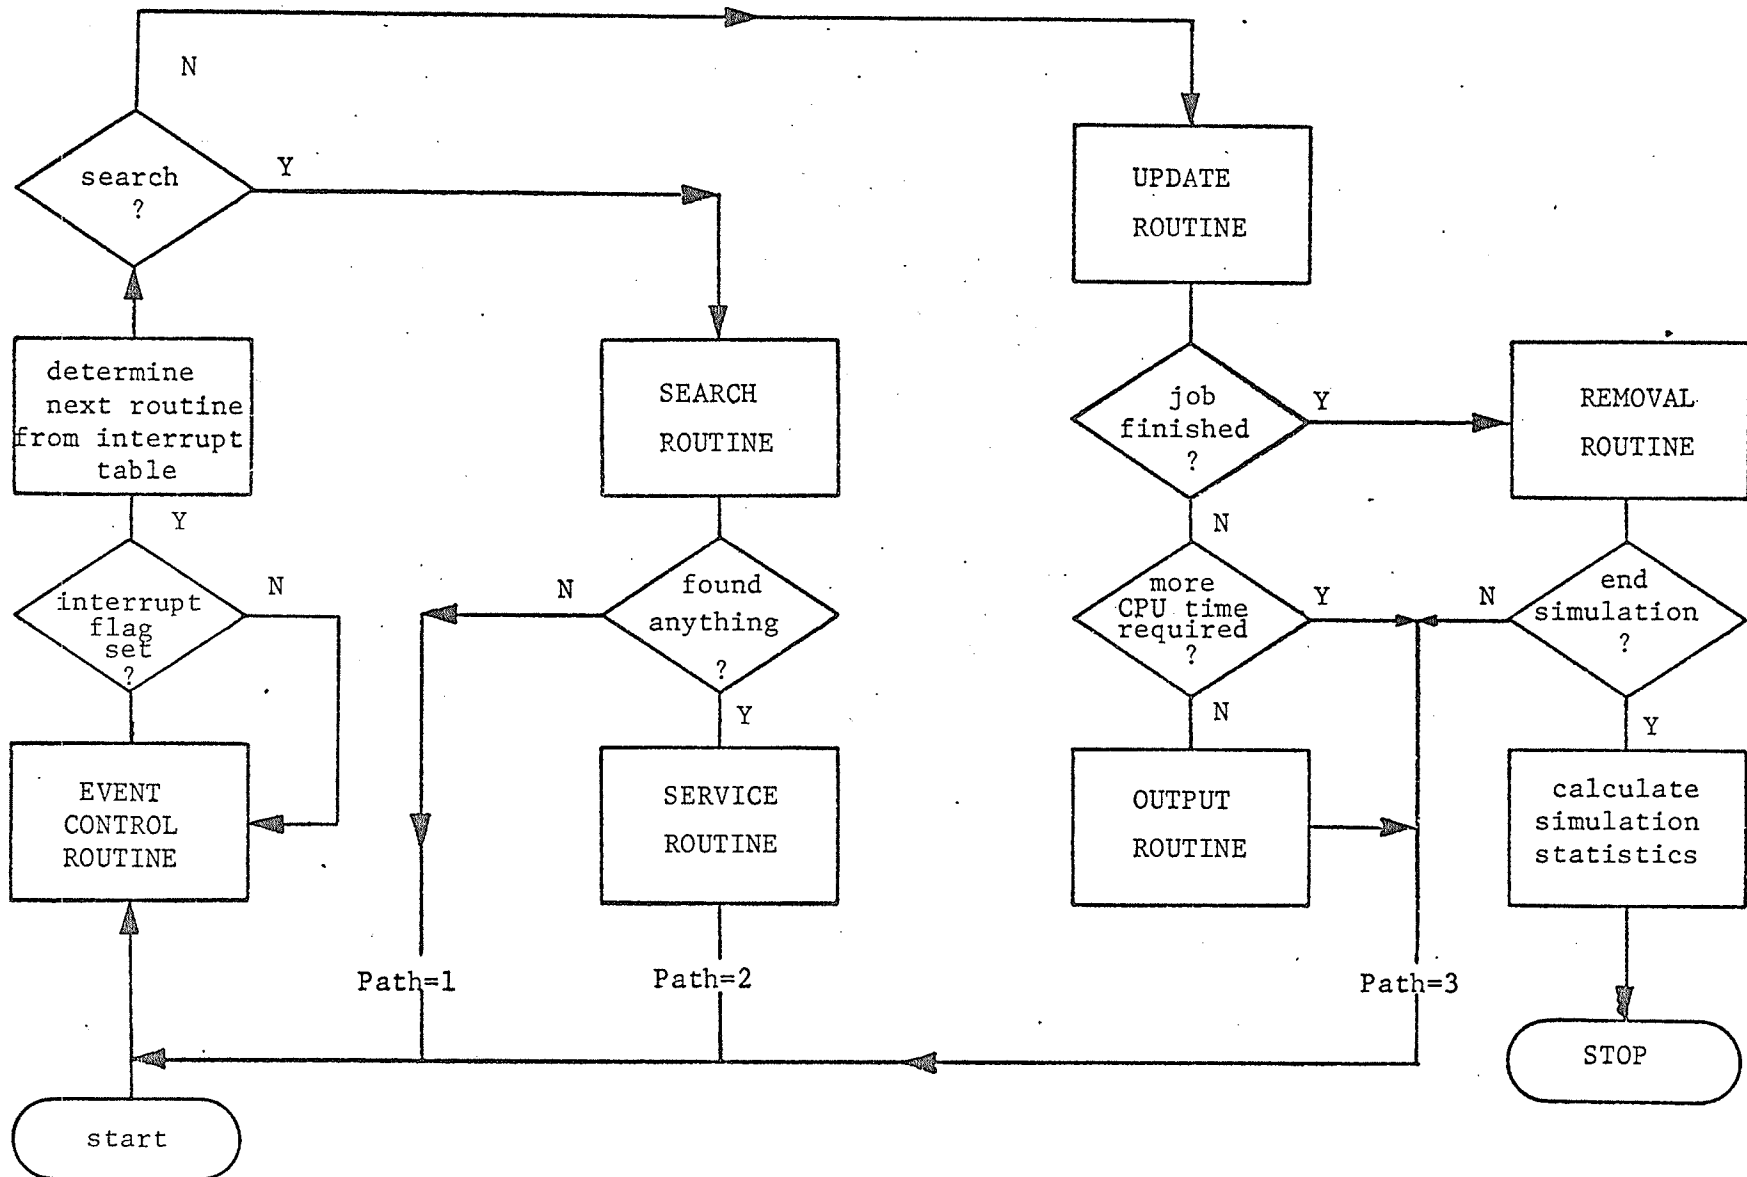 N
search
?
Y
determine
next routine
from interrupt
table
Y
interrupt
flag
set
?
N
EVENT
CONTROL
ROUTINE
start
SEARCH
ROUTINE
found
anything
?
N
Y
SERVICE
ROUTINE
Path=1
Path=2
UPDATE
ROUTINE
job
finished
?
Y
N
more
CPU time
required
?
Y
N
OUTPUT
ROUTINE
Path=3
REMOVAL
ROUTINE
end
simulation
?
N
Y
calculate
simulation
statistics
STOP